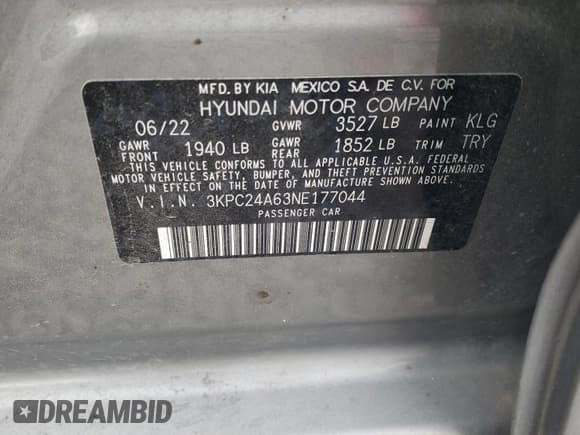 MFD. BY KIA MEXICO S.A. DE C.V. FOR
HYUNDAI MOTOR COMPANY
06/22 GVWR 3527 LB PAINT KLG
GAWR FRONT 1940 LB GAWR REAR 1852 LB TRIM TRY
THIS VEHICLE CONFORMS TO ALL APPLICABLE U.S.A. FEDERAL
MOTOR VEHICLE SAFETY, BUMPER, AND THEFT PREVENTION STANDARDS
IN EFFECT ON THE DATE OF MANUFACTURE SHOWN ABOVE.
V.I.N. 3KPC24A63NE177044
PASSENGER CAR
DREAMBID